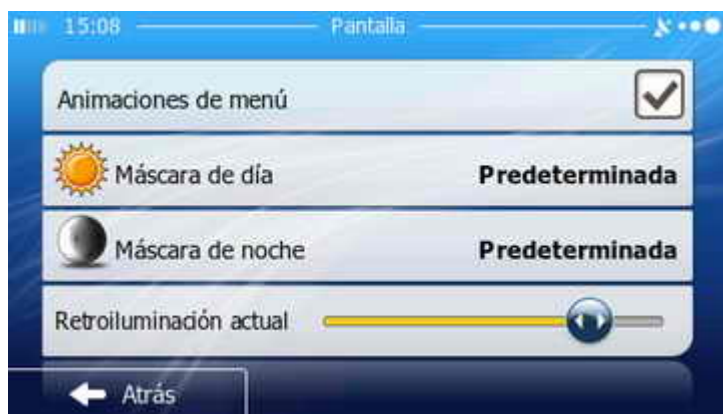 15:08 Pantalla
Animaciones de menú
Máscara de día Predeterminada
Máscara de noche Predeterminada
Retroiluminación actual
Atrás